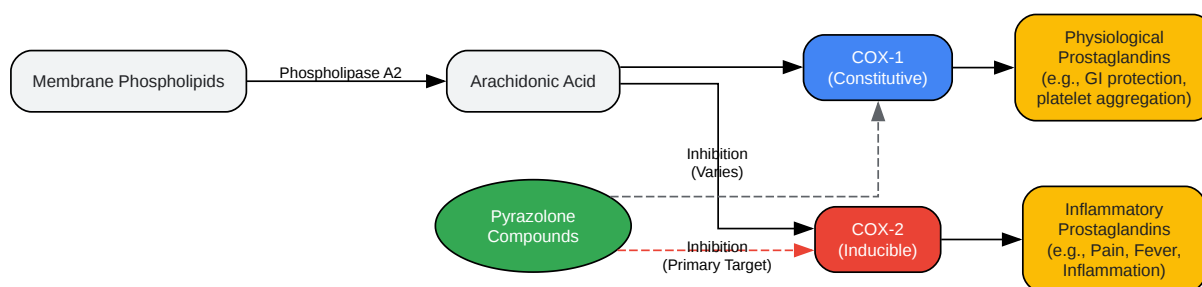 Membrane Phospholipids
Phospholipase A2
Arachidonic Acid
COX-1
(Constitutive)
Physiological
Prostaglandins
(e.g., GI protection,
platelet aggregation)
Inhibition
(Varies)
Pyrazolone
Compounds
Inhibition
(Primary Target)
COX-2
(Inducible)
Inflammatory
Prostaglandins
(e.g., Pain, Fever,
Inflammation)